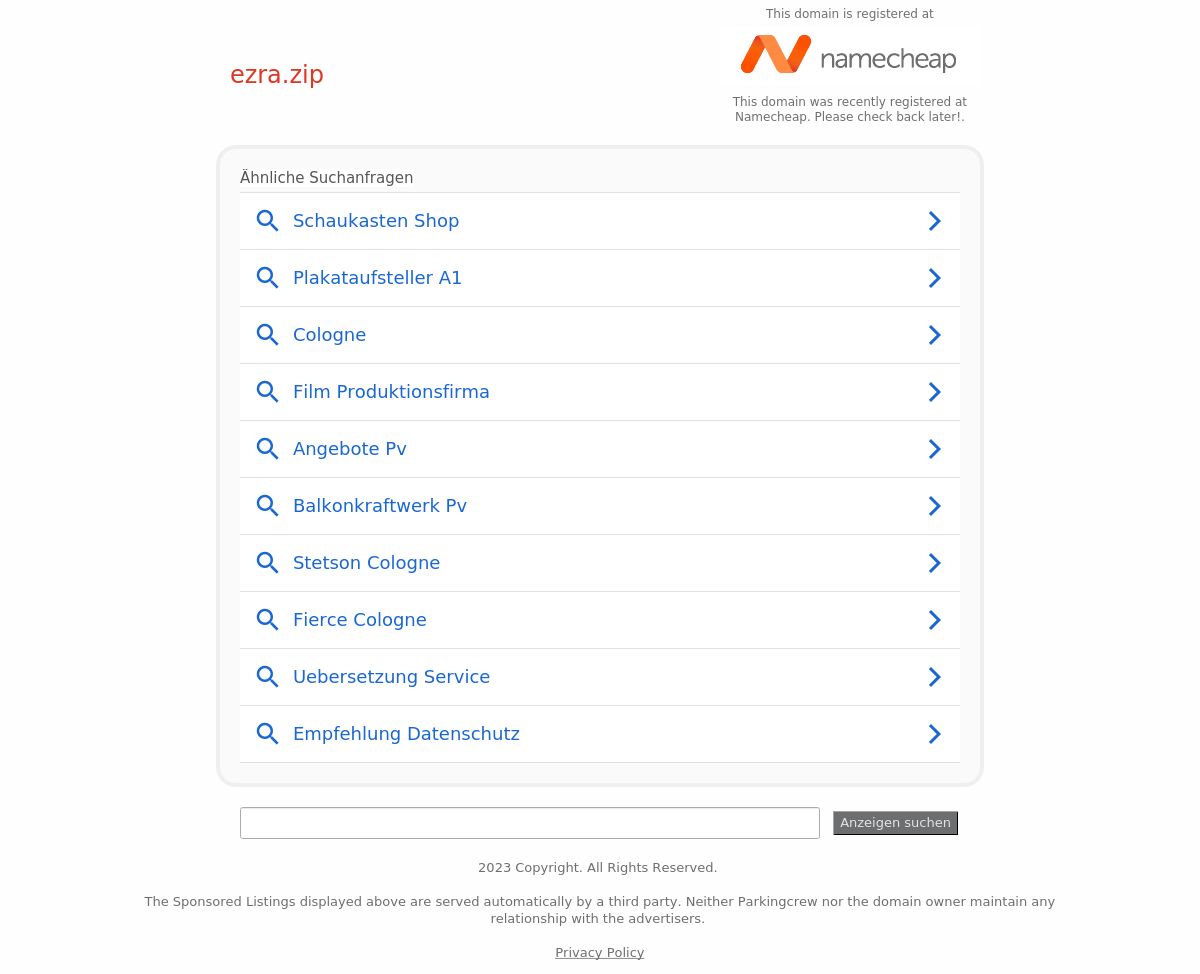 This domain is registered at
namecheap
ezra.zip
This domain was recently registered at
Namecheap. Please check back later!.
Ähnliche Suchanfragen
Schaukasten Shop
Plakataufsteller A1
Cologne
Film Produktionsfirma
Angebote Pv
Balkonkraftwerk Pv
Stetson Cologne
Fierce Cologne
Uebersetzung Service
Empfehlung Datenschutz
Anzeigen suchen
2023 Copyright. All Rights Reserved.
The Sponsored Listings displayed above are served automatically by a third party. Neither Parkingcrew nor the domain owner maintain any
relationship with the advertisers.
Privacy Policy